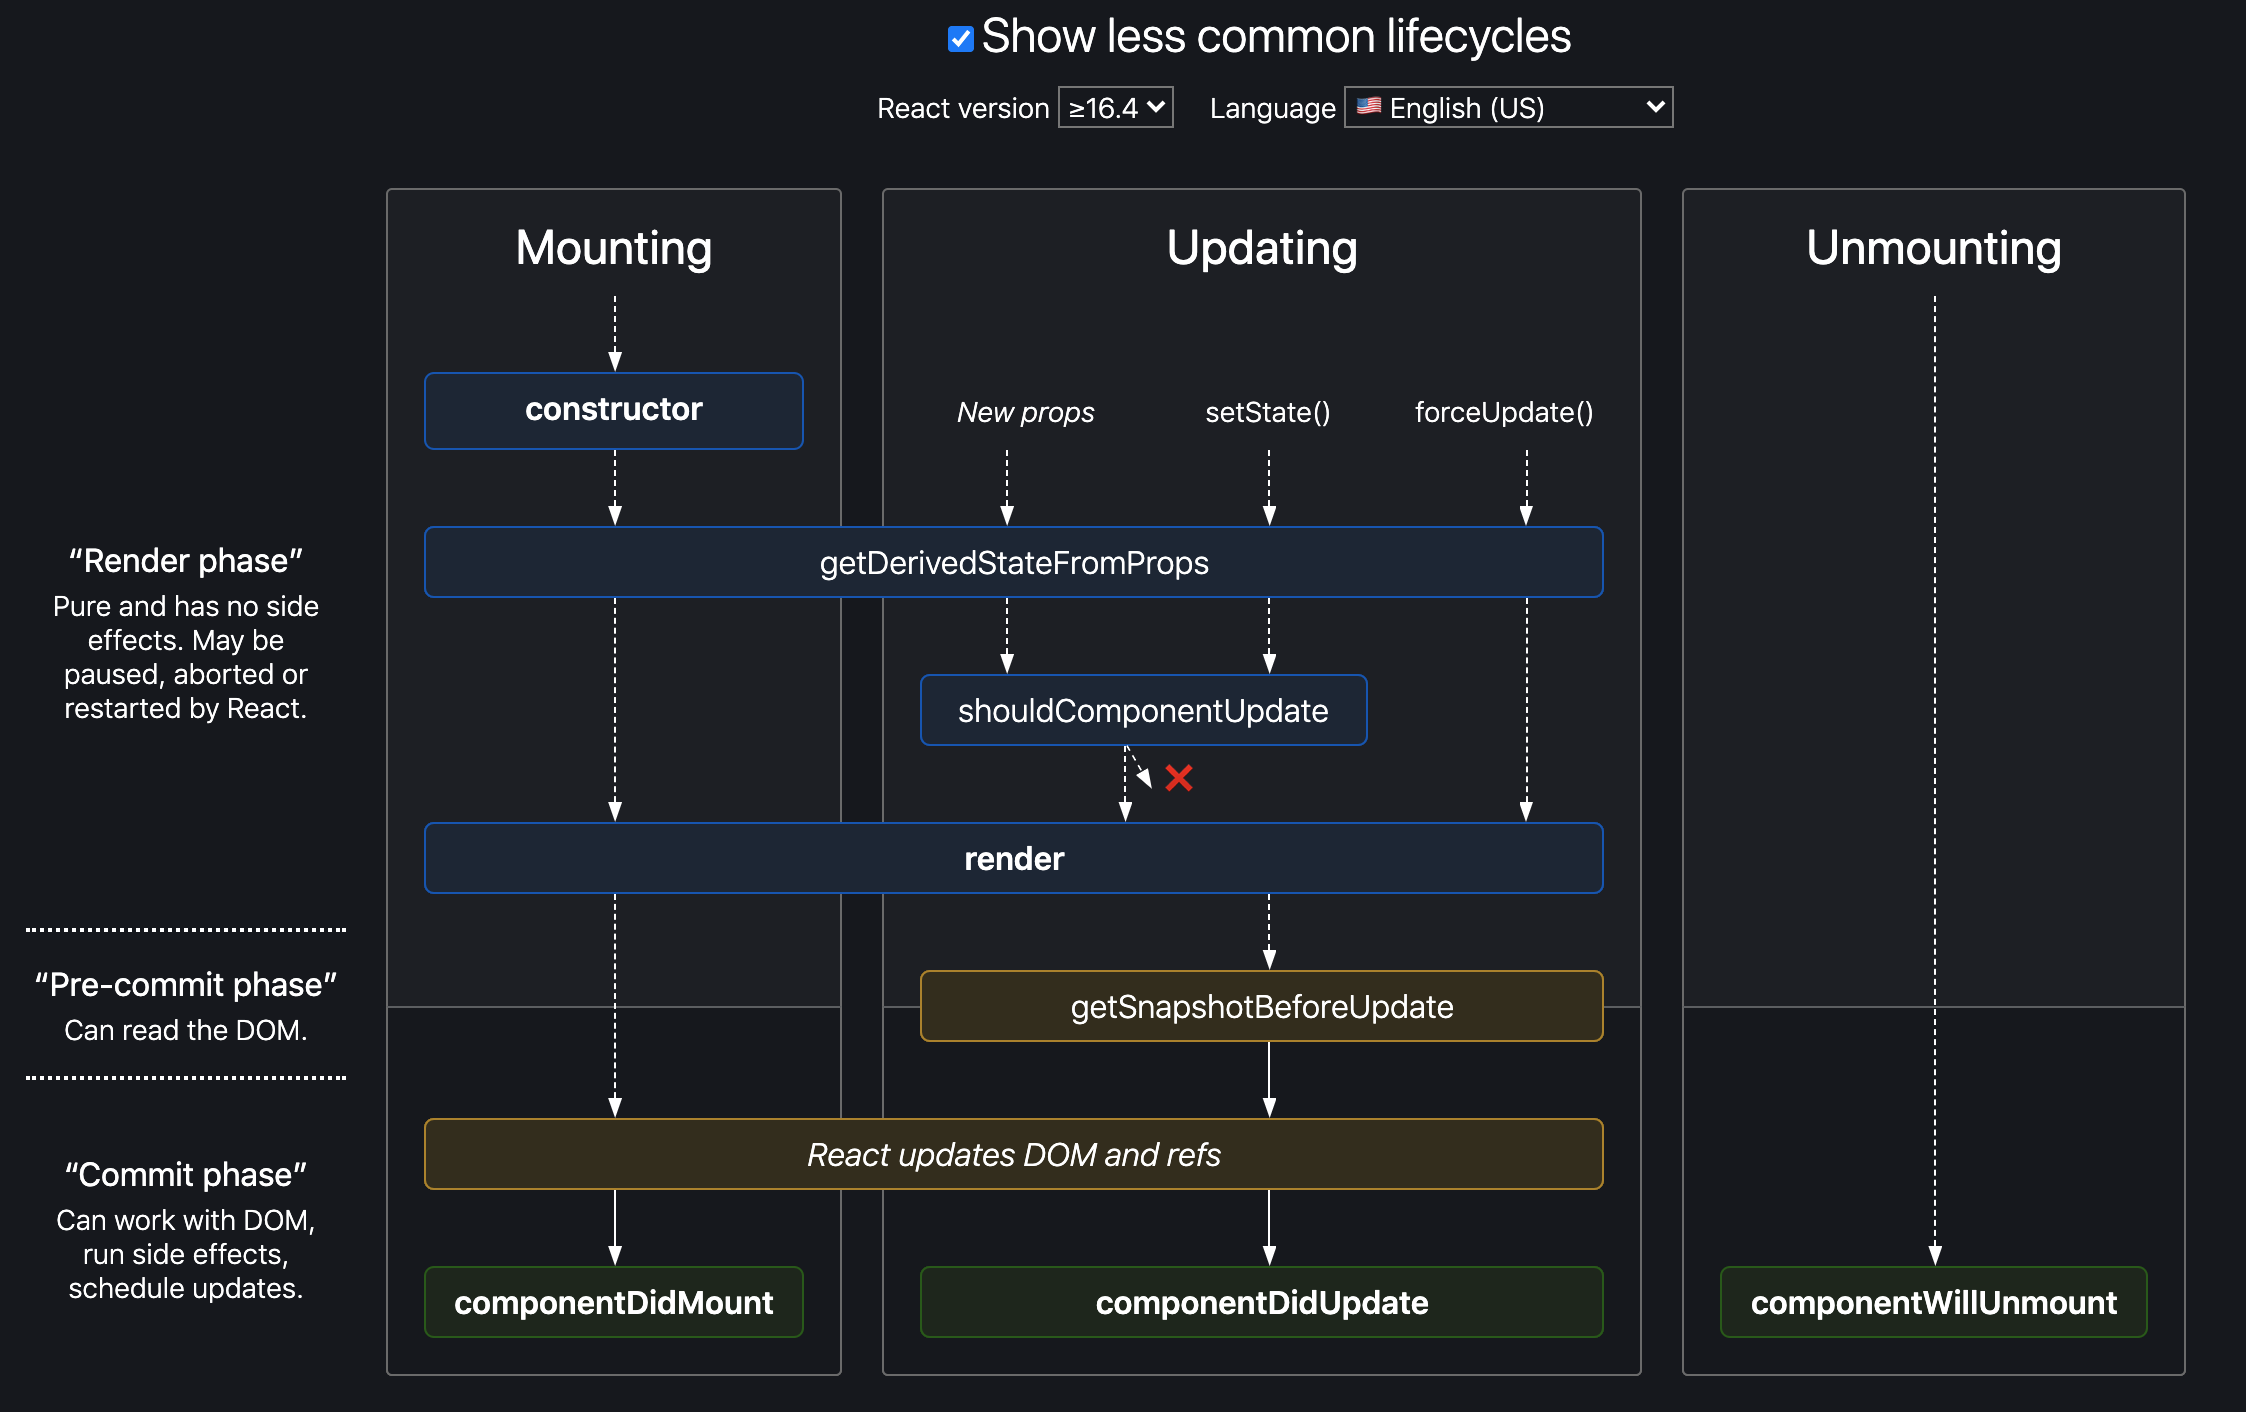 Show less common lifecycles
React version ≥16.4 Language 🇺🇸 English (US)
Mounting
Updating
Unmounting
constructor
New props
setState()
forceUpdate()
“Render phase”
Pure and has no side
effects. May be
paused, aborted or
restarted by React.
getDerivedStateFromProps
shouldComponentUpdate
❌
render
“Pre-commit phase”
Can read the DOM.
getSnapshotBeforeUpdate
“Commit phase”
Can work with DOM,
run side effects,
schedule updates.
React updates DOM and refs
componentDidMount
componentDidUpdate
componentWillUnmount